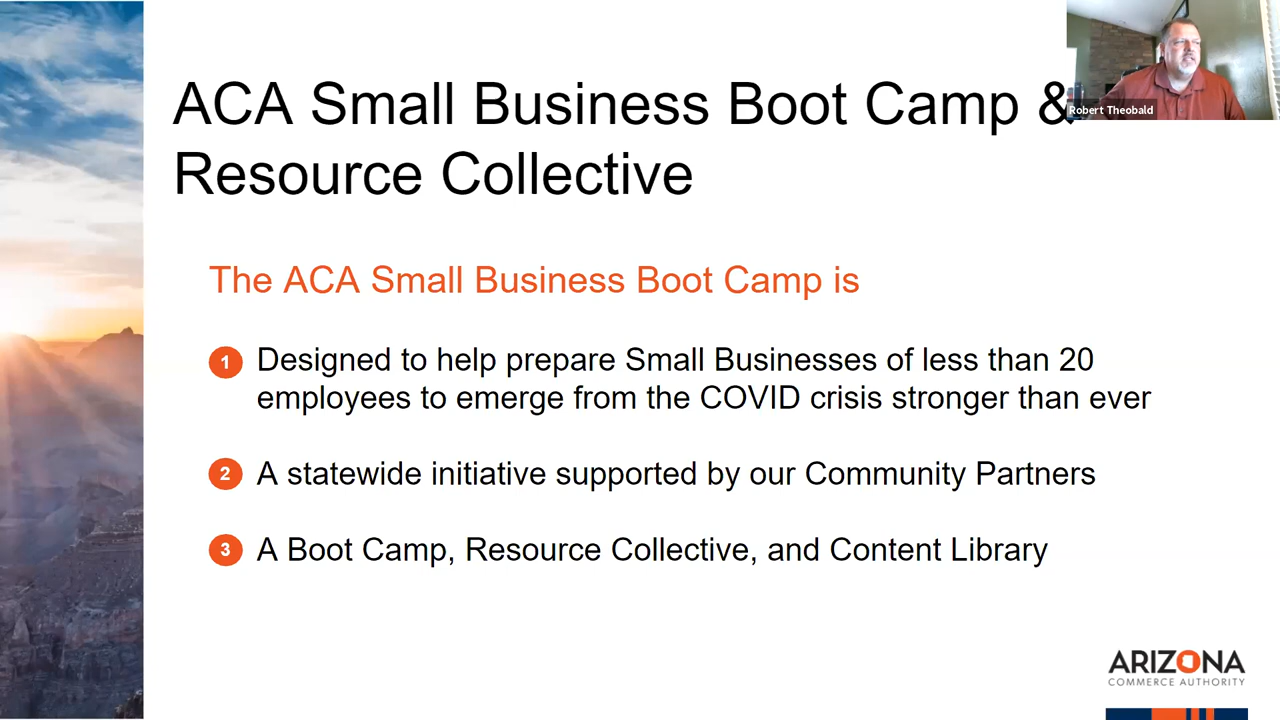 ACA Small Business Boot Camp &
Resource Collective
Robert Theobald
The ACA Small Business Boot Camp is
1 Designed to help prepare Small Businesses of less than 20
employees to emerge from the COVID crisis stronger than ever
2 A statewide initiative supported by our Community Partners
3 A Boot Camp, Resource Collective, and Content Library
ARIZONA
COMMERCE AUTHORITY